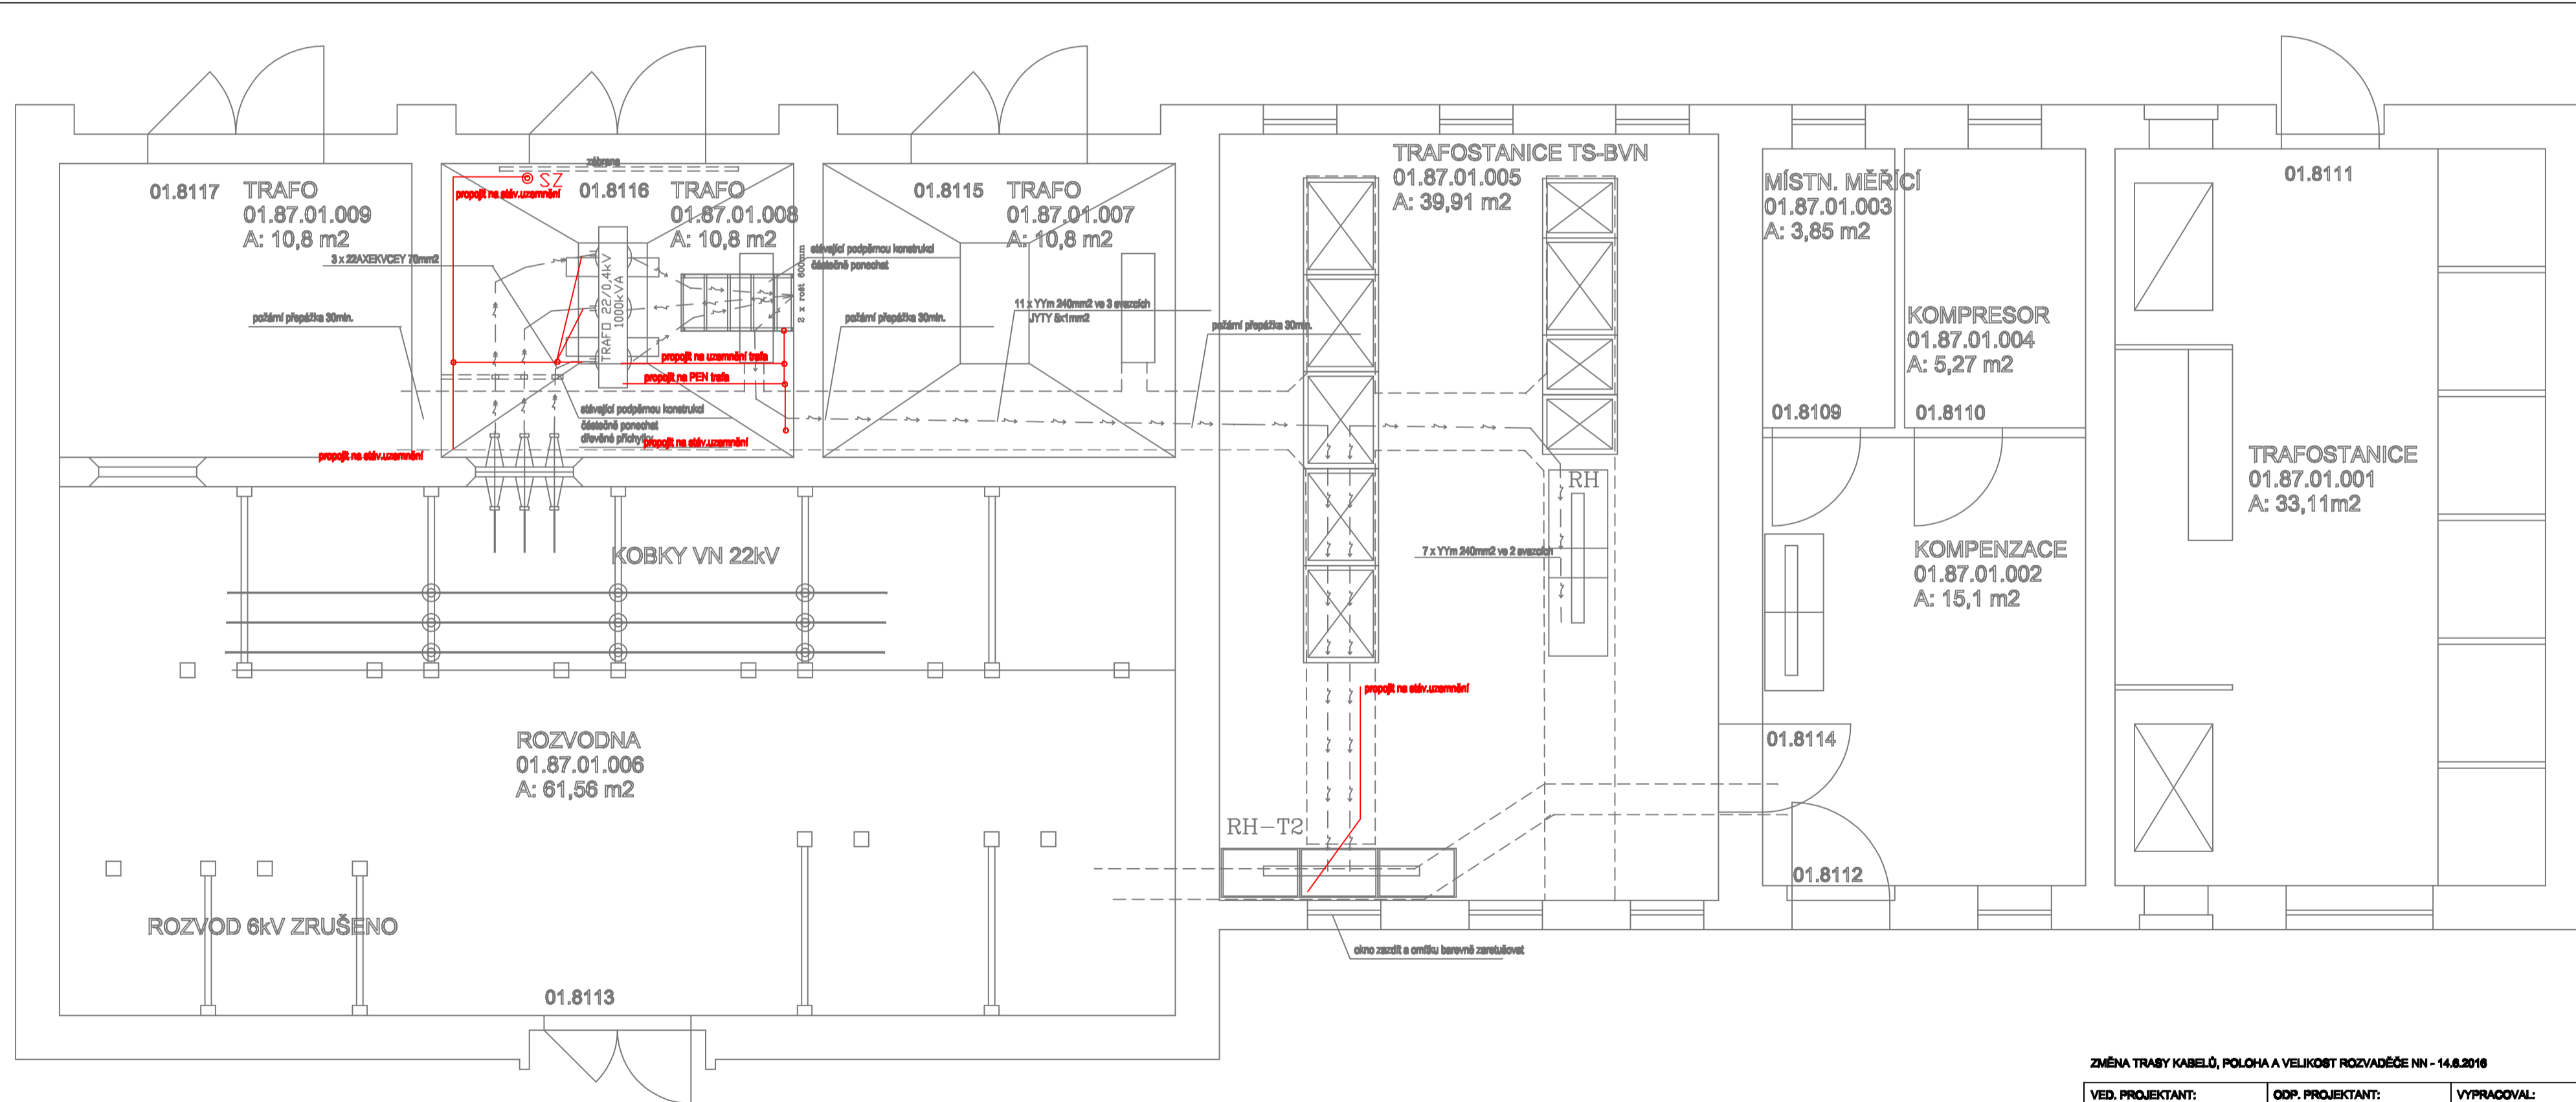 01.8117
TRAFO
01.87.01.009
A: 10,8 m2
zábrana
SZ
propojit na stáv.uzemnění
01.8116
TRAFO
01.87.01.008
A: 10,8 m2
01.8115
TRAFO
01.87.01.007
A: 10,8 m2
TRAFOSTANICE TS-BVN
01.87.01.005
A: 39,91 m2
MÍSTN. MĚŘÍCÍ
01.87.01.003
A: 3,85 m2
01.8111
3 x 22AXEKVCEY 70mm2
stávající podpěrnou konstrukci
částečně ponechat
TRAFO 22/0,4kV
1000kVA
2 x rošt 600mm
požární přepážka 30min.
požární přepážka 30min.
11 x YYm 240mm2 ve 3 svazcích
JYTY 5x1mm2
požární přepážka 30min.
KOMPRESOR
01.87.01.004
A: 5,27 m2
propojit na uzemnění trafa
propojit na PEN trafa
stávající podpěrnou konstrukci
částečně ponechat
dřevěné příchytky
propojit na stáv.uzemnění
propojit na stáv.uzemnění
01.8109
01.8110
TRAFOSTANICE
01.87.01.001
A: 33,11m2
RH
KOBKY VN 22kV
7 x YYm 240mm2 ve 2 svazcích
KOMPENZACE
01.87.01.002
A: 15,1 m2
propojit na stáv.uzemnění
ROZVODNA
01.87.01.006
A: 61,56 m2
01.8114
RH-T2
01.8112
ROZVOD 6kV ZRUŠENO
okno zazdít a omítku barevně zaretušovat
01.8113
ZMĚNA TRASY KABELŮ, POLOHA A VELIKOST ROZVADĚČE NN - 14.6.2016
VED. PROJEKTANT:
ODP. PROJEKTANT:
VYPRACOVAL: